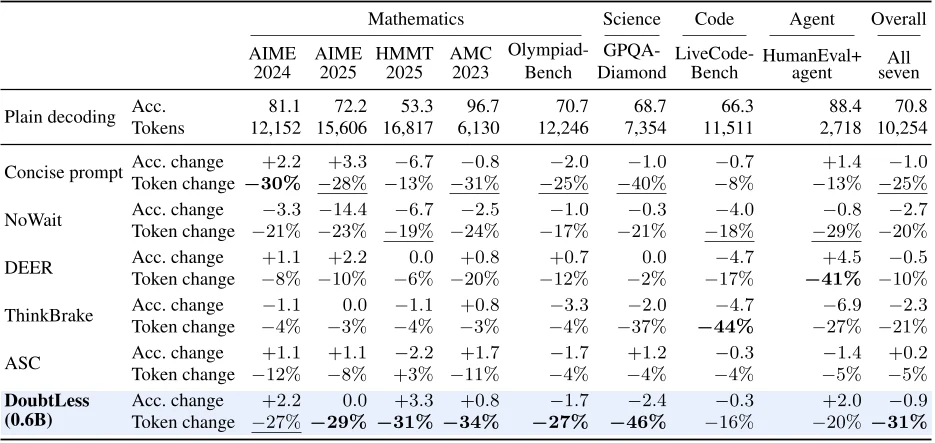 Mathematics Science Code Agent Overall
AIME 2024 AIME 2025 HMMT 2025 AMC 2023 Olympiad-Bench GPQA-Diamond LiveCode-Bench HumanEval+ agent All seven
Plain decoding Acc. 81.1 72.2 53.3 96.7 70.7 68.7 66.3 88.4 70.8
Tokens 12,152 15,606 16,817 6,130 12,246 7,354 11,511 2,718 10,254
Concise prompt Acc. change +2.2 +3.3 −6.7 −0.8 −2.0 −1.0 −0.7 +1.4 −1.0
Token change −30% −28% −13% −31% −25% −40% −8% −13% −25%
NoWait Acc. change −3.3 −14.4 −6.7 −2.5 −1.0 −0.3 −4.0 −0.8 −2.7
Token change −21% −23% −19% −24% −17% −21% −18% −29% −20%
DEER Acc. change +1.1 +2.2 0.0 +0.8 +0.7 0.0 −4.7 +4.5 −0.5
Token change −8% −10% −6% −20% −12% −2% −17% −41% −10%
ThinkBrake Acc. change −1.1 0.0 −1.1 +0.8 −3.3 −2.0 −4.7 −6.9 −2.3
Token change −4% −3% −4% −3% −4% −37% −44% −27% −21%
ASC Acc. change +1.1 +1.1 −2.2 +1.7 −1.7 +1.2 −0.3 −1.4 +0.2
Token change −12% −8% +3% −11% −4% −4% −4% −5% −5%
DoubtLess Acc. change +2.2 0.0 +3.3 +0.8 −1.7 −2.4 −0.3 +2.0 −0.9
(0.6B) Token change −27% −29% −31% −34% −27% −46% −16% −20% −31%